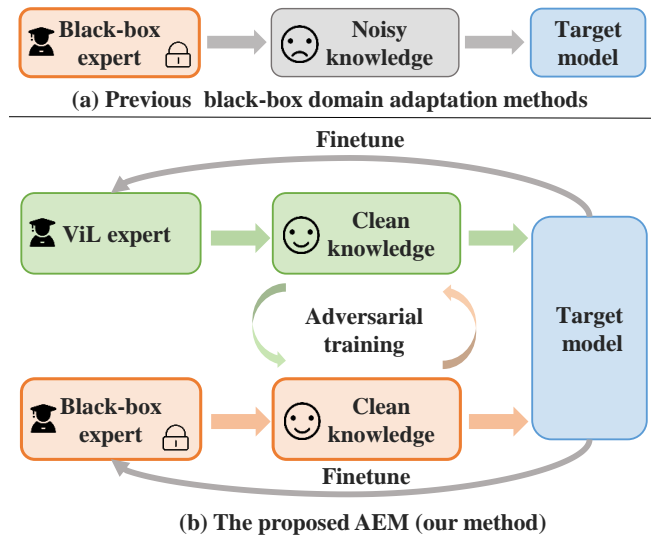 Black-box
expert
Noisy
knowledge
Target
model
(a) Previous black-box domain adaptation methods
Finetune
ViL expert
Clean
knowledge
Adversarial
training
Target
model
Black-box
expert
Clean
knowledge
Finetune
(b) The proposed AEM (our method)